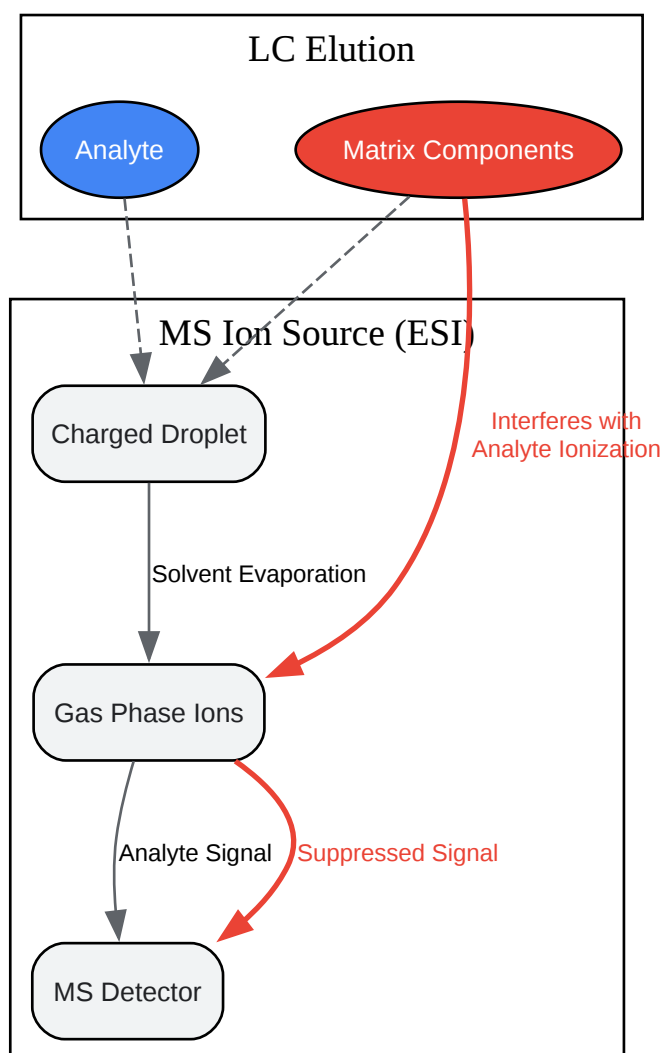 LC Elution
Analyte
Matrix Components
MS Ion Source (ESI)
Charged Droplet
Interferes with
Analyte Ionization
Solvent Evaporation
Gas Phase Ions
Analyte Signal
Suppressed Signal
MS Detector